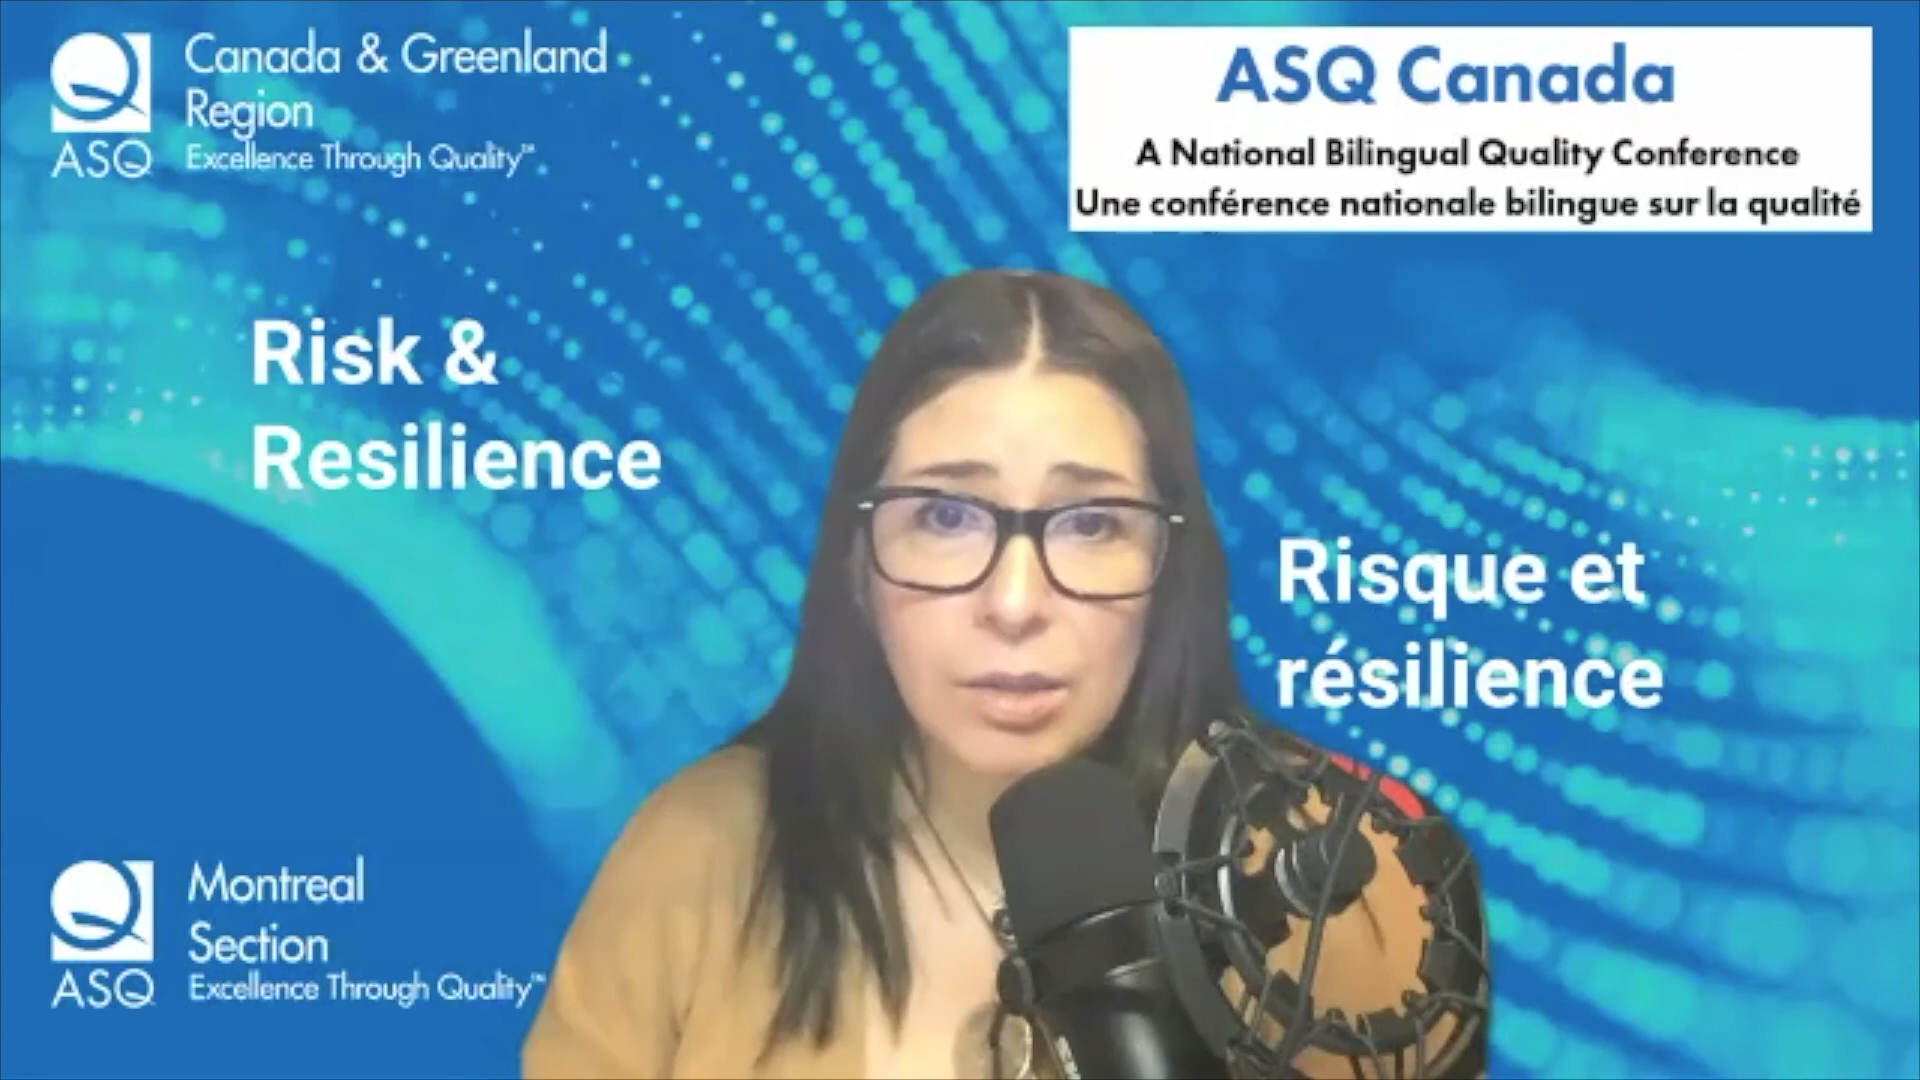 Canada & Greenland
Region
Excellence Through Quality™
ASQ
ASQ Canada
A National Bilingual Quality Conference
Une conférence nationale bilingue sur la qualité
Risk &
Resilience
Risque et
résilience
Montreal
Section
Excellence Through Quality™
ASQ